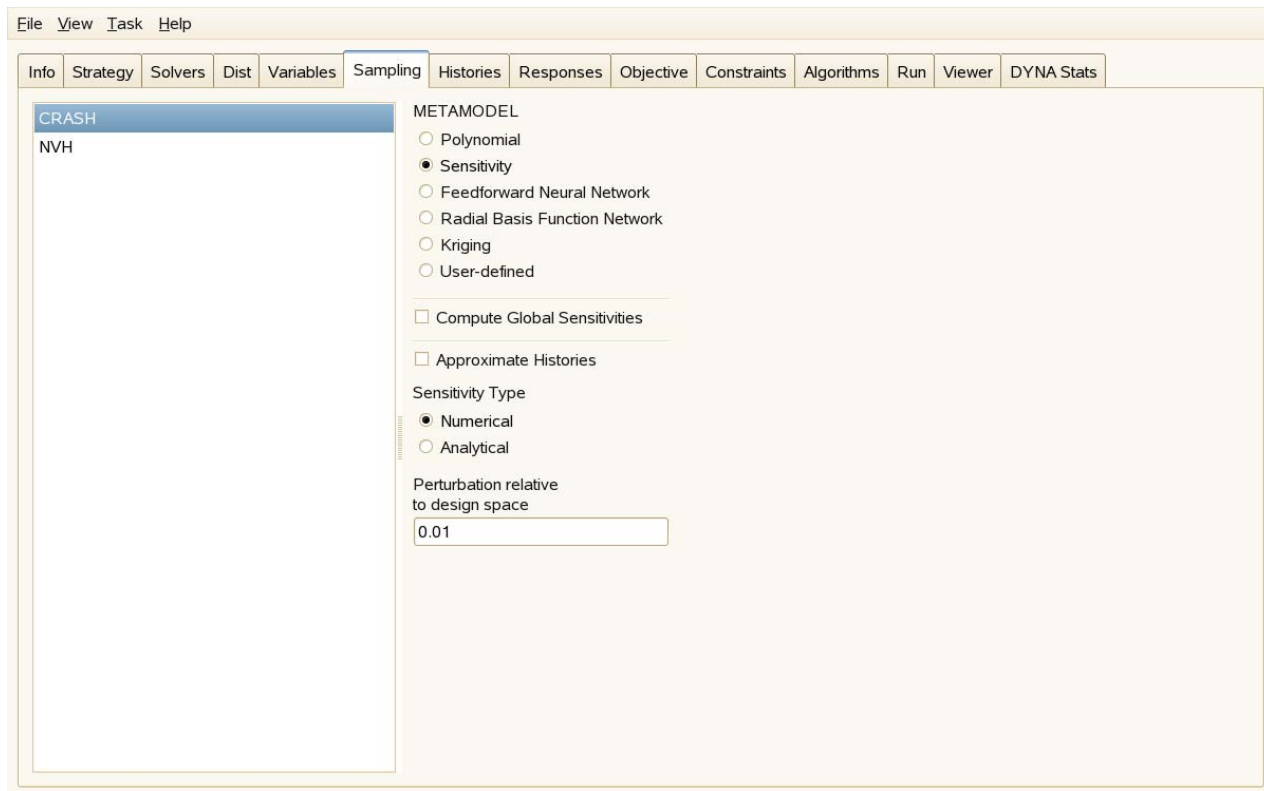 File View Task Help
Info Strategy Solvers Dist Variables Sampling Histories Responses Objective Constraints Algorithms Run Viewer DYNA Stats
CRASH
NVH
METAMODEL
Polynomial
Sensitivity
Feedforward Neural Network
Radial Basis Function Network
Kriging
User-defined
Compute Global Sensitivities
Approximate Histories
Sensitivity Type
Numerical
Analytical
Perturbation relative
to design space
0.01